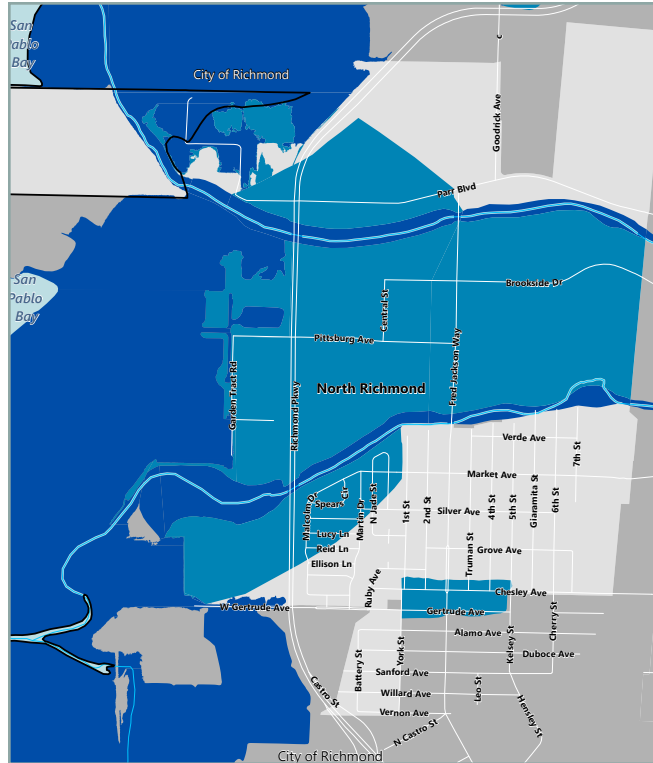 San
Pablo
Bay
City of Richmond
Goodrick Ave
Parr Blvd
San
Pablo
Bay
Brookside Dr
Central St
Pittsburg Ave
Fred Jackson Way
North Richmond
Garden Tract Rd
Richmond Pkwy
Verde Ave
7th St
Market Ave
Malcolm Dr
Spears
Ctr
Martin Dr
N Jade St
1st St
2nd St
Silver Ave
4th St
5th St
Giaramita St
6th St
Lucy Ln
Reid Ln
Ellison Ln
Truman St
Grove Ave
Ruby Ave
Chesley Ave
W Gertrude Ave
Gertrude Ave
Cherry St
Alamo Ave
Kelsey St
York St
Duboce Ave
Battery St
Sanford Ave
Castro St
Willard Ave
Leo St
Hensley St
Vernon Ave
N Castro St
City of Richmond